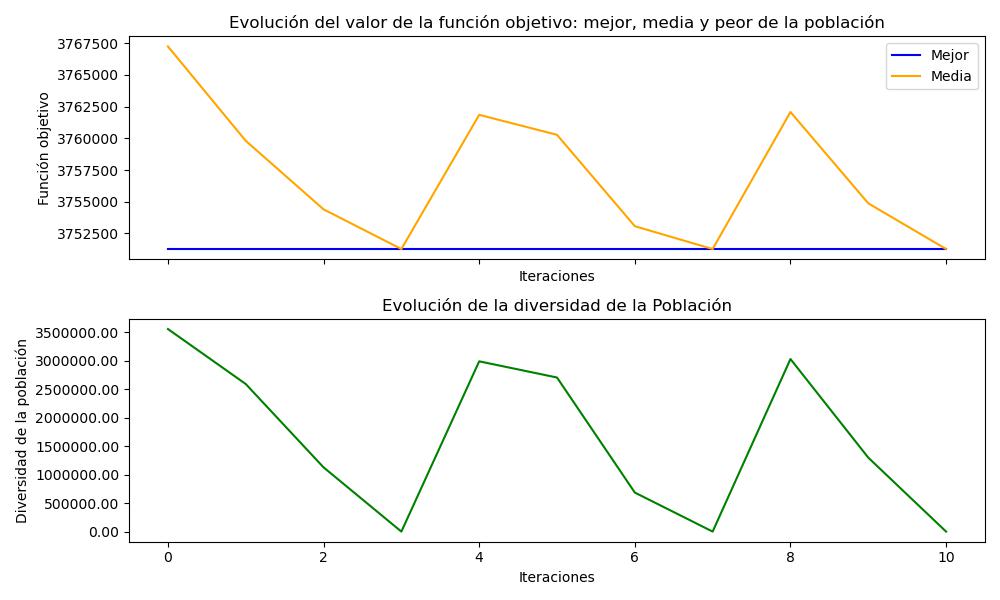 Evolución del valor de la función objetivo: mejor, media y peor de la población
3767500
3765000
3762500
3760000
3757500
3755000
3752500
Función objetivo
Mejor
Media
Iteraciones
Evolución de la diversidad de la Población
3500000.00
3000000.00
2500000.00
2000000.00
1500000.00
1000000.00
500000.00
0.00
Diversidad de la población
0 2 4 6 8 10
Iteraciones